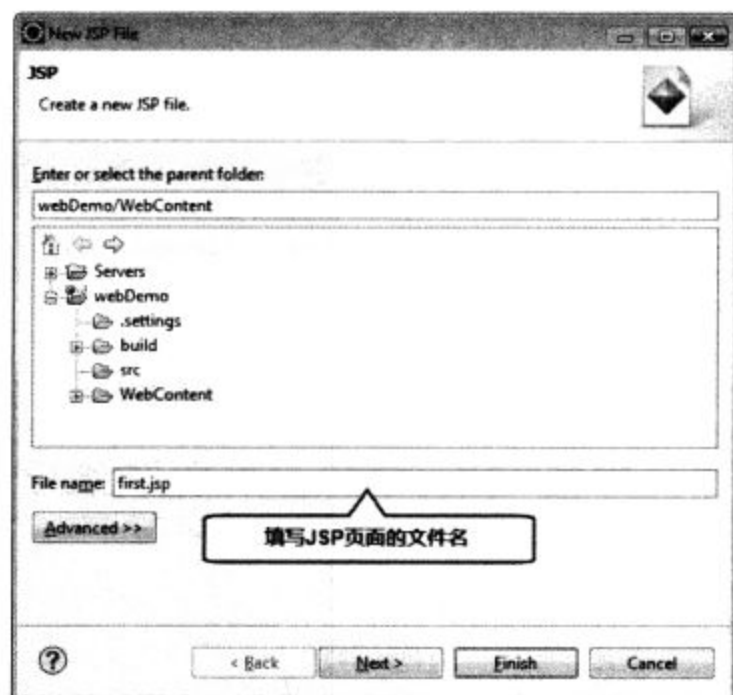 New JSP File
JSP
Create a new JSP file.
Enter or select the parent folder:
webDemo/WebContent
Servers
webDemo
.settings
build
src
WebContent
File name: first.jsp
Advanced >>
填写JSP页面的文件名
? < Back Next > Finish Cancel